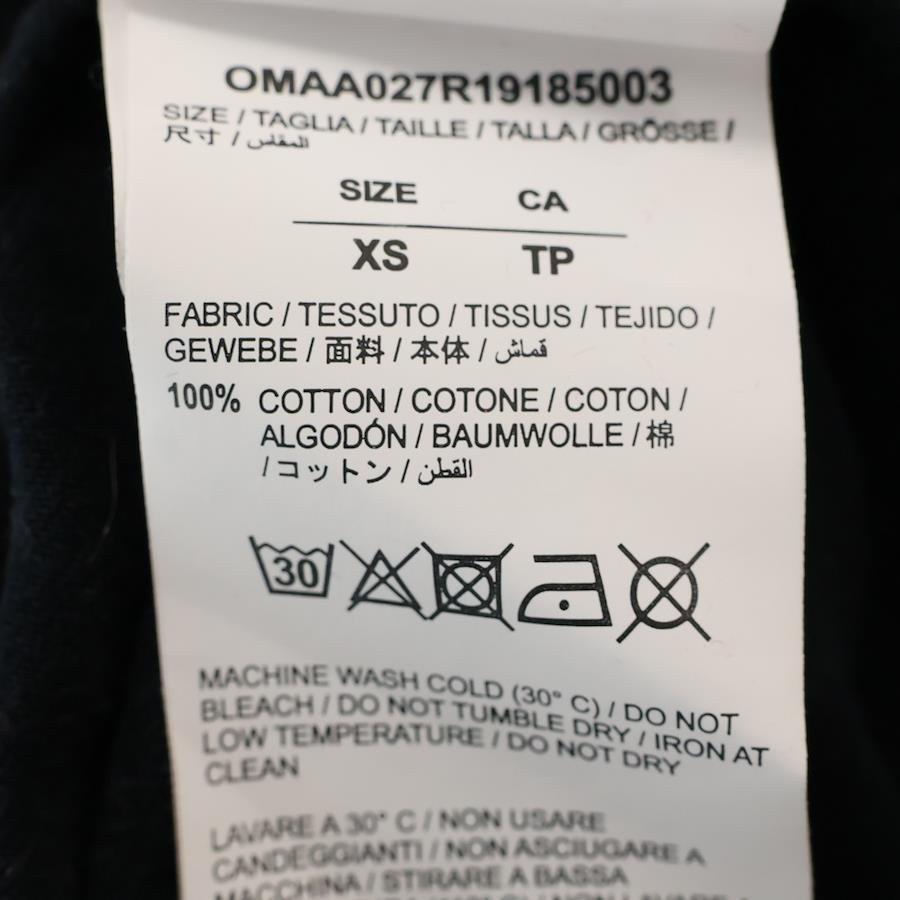 OMAA027R19185003
SIZE / TAGLIA / TAILLE / TALLA / GRÖSSE /
尺寸 / المقاس
SIZE CA
XS TP
FABRIC / TESSUTO / TISSUS / TEJIDO /
GEWEBE / 面料 / 本体 / قماش
100% COTTON / COTONE / COTON /
ALGODÓN / BAUMWOLLE / 棉
/ コットン / القطن
30
MACHINE WASH COLD (30° C) / DO NOT
BLEACH / DO NOT TUMBLE DRY / IRON AT
LOW TEMPERATURE / DO NOT DRY
CLEAN
LAVARE A 30° C / NON USARE
CANDEGGIANTI / NON ASCIUGARE A
MACCHINA / STIRARE A BASSA